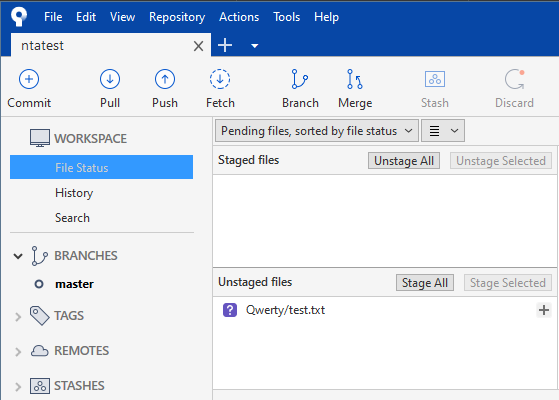 File Edit View Repository Actions Tools Help
ntatest
Commit Pull Push Fetch Branch Merge Stash Discard
WORKSPACE
File Status
History
Search
BRANCHES
master
TAGS
REMOTES
STASHES
Pending files, sorted by file status
Staged files Unstage All Unstage Selected
Unstaged files Stage All Stage Selected
Qwerty/test.txt